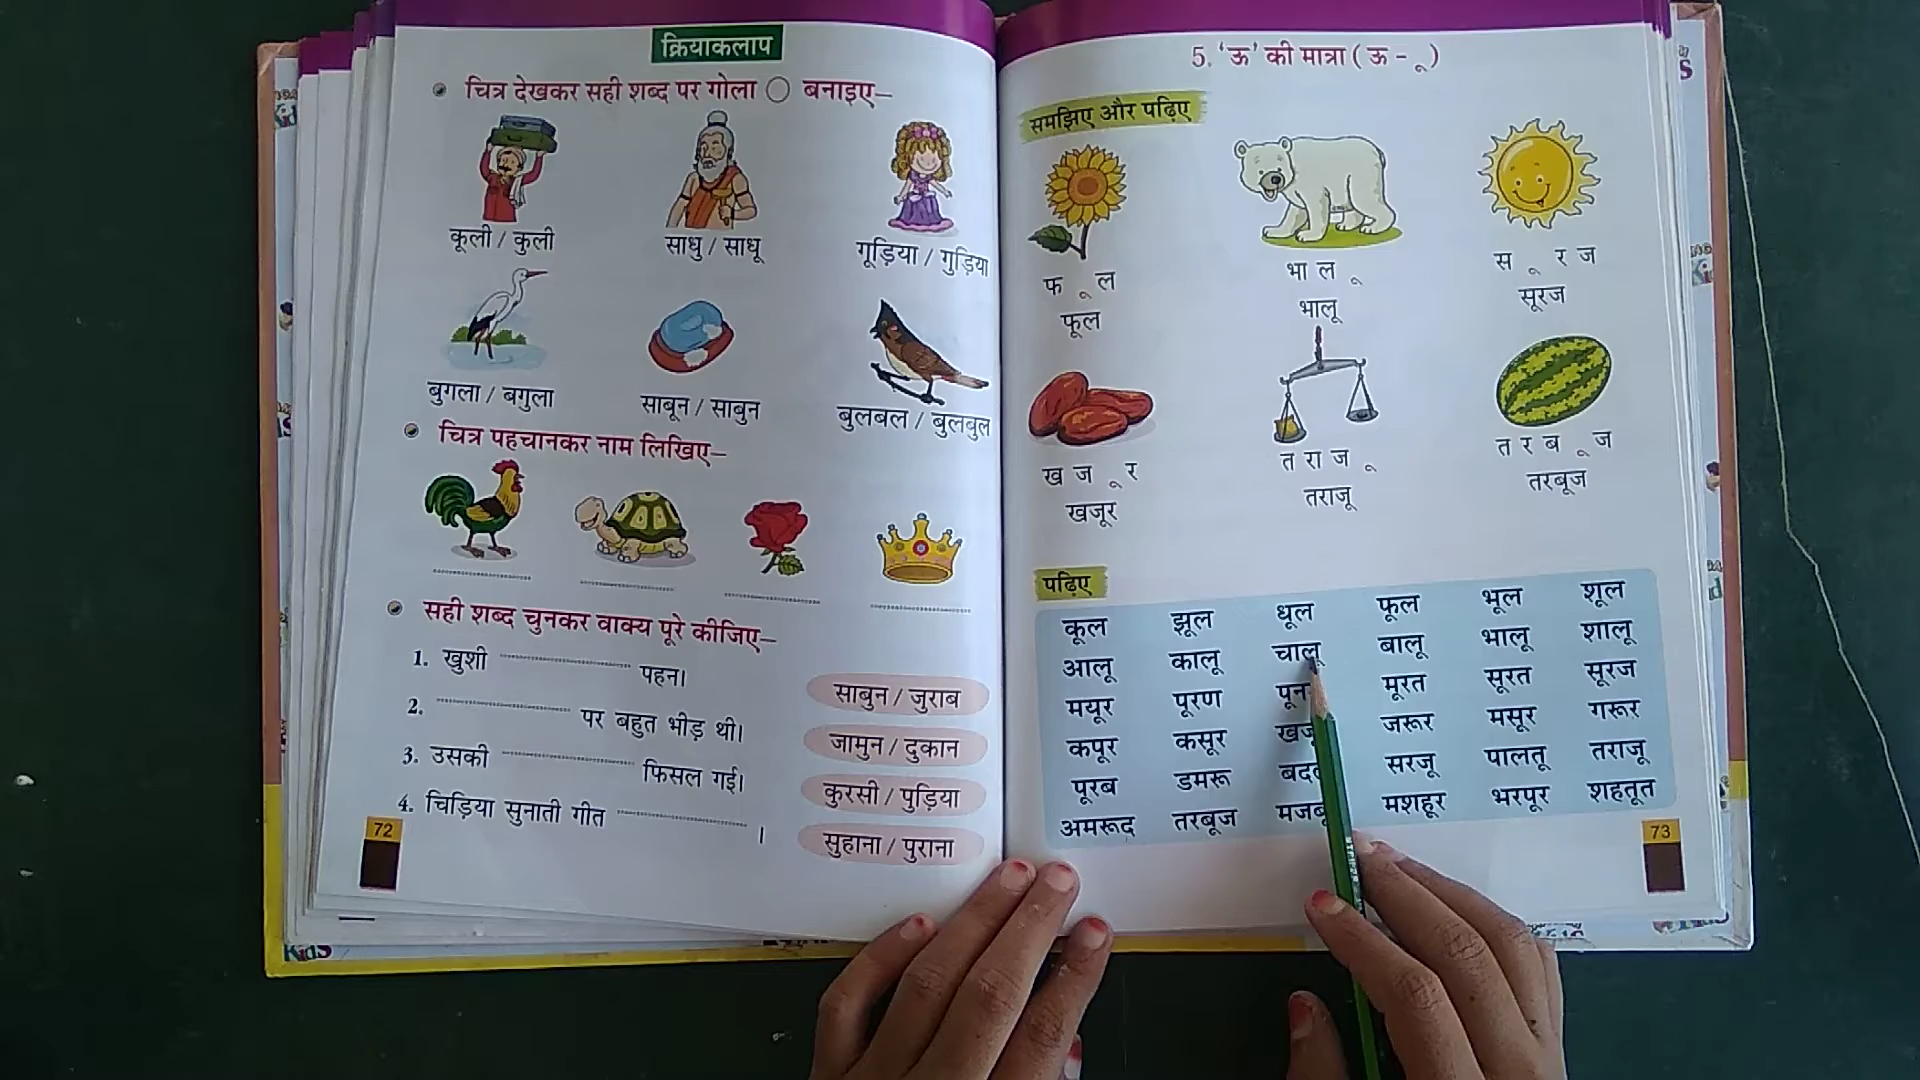 क्रियाकलाप
चित्र देखकर सही शब्द पर गोला ○ बनाइए–
कूली / कुली
साधु / साधू
गूड़िया / गुड़िया
बुगला / बगुला
साबून / साबुन
बुलबल / बुलबुल
चित्र पहचानकर नाम लिखिए–
सही शब्द चुनकर वाक्य पूरे कीजिए–
1. खुशी ........................ पहन।
साबुन / जुराब
2. ........................ पर बहुत भीड़ थी।
जामुन / दुकान
3. उसकी ........................ फिसल गई।
कुरसी / पुड़िया
4. चिड़िया सुनाती गीत ........................ ।
सुहाना / पुराना
72
5. 'ऊ' की मात्रा ( ऊ - ू )
समझिए और पढ़िए
फ ू ल
भा ल ू
स ू र ज
फूल
भालू
सूरज
ख ज ू र
त रा ज ू
त र ब ू ज
खजूर
तराजू
तरबूज
पढ़िए
कूल झूल धूल फूल भूल शूल
आलू कालू चालू बालू भालू शालू
मयूर पूरण मूरत सूरत सूरज
कपूर कसूर जरूर मसूर गरूर
पूरब डमरू सरजू पालतू तराजू
अमरूद तरबूज मशहूर भरपूर शहतूत
73
Kids